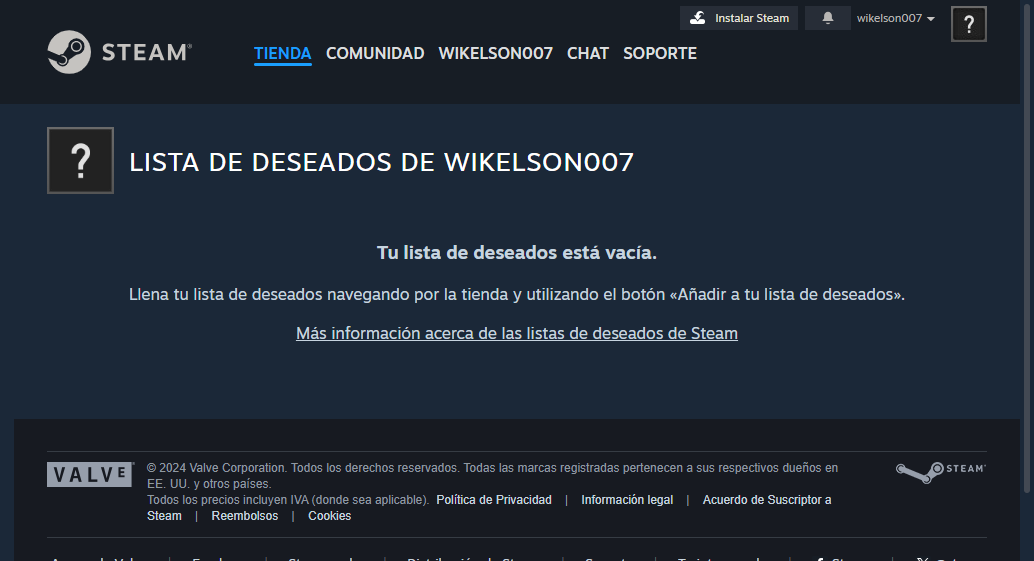 Instalar Steam
wikelson007
?
STEAM®
TIENDA COMUNIDAD WIKELSON007 CHAT SOPORTE
?
LISTA DE DESEADOS DE WIKELSON007
Tu lista de deseados está vacía.
Llena tu lista de deseados navegando por la tienda y utilizando el botón «Añadir a tu lista de deseados».
Más información acerca de las listas de deseados de Steam
VALVE
© 2024 Valve Corporation. Todos los derechos reservados. Todas las marcas registradas pertenecen a sus respectivos dueños en
EE. UU. y otros países.
Todos los precios incluyen IVA (donde sea aplicable). Política de Privacidad | Información legal | Acuerdo de Suscriptor a
Steam | Reembolsos | Cookies
STEAM